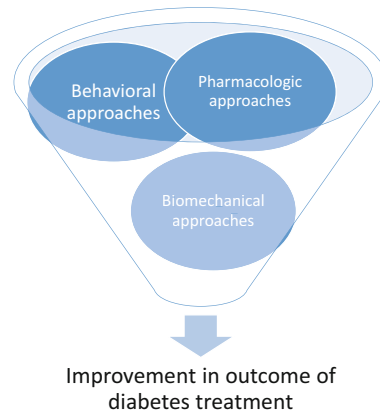 Behavioral
approaches
Pharmacologic
approaches
Biomechanical
approaches
Improvement in outcome of
diabetes treatment